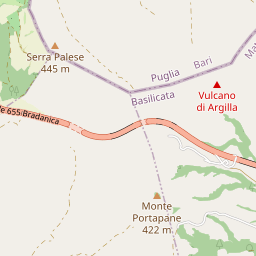 Serra Palese
445 m
Puglia
Bari
Basilicata
Vulcano
di Argilla
655 Bradanica
Monte
Portapane
422 m